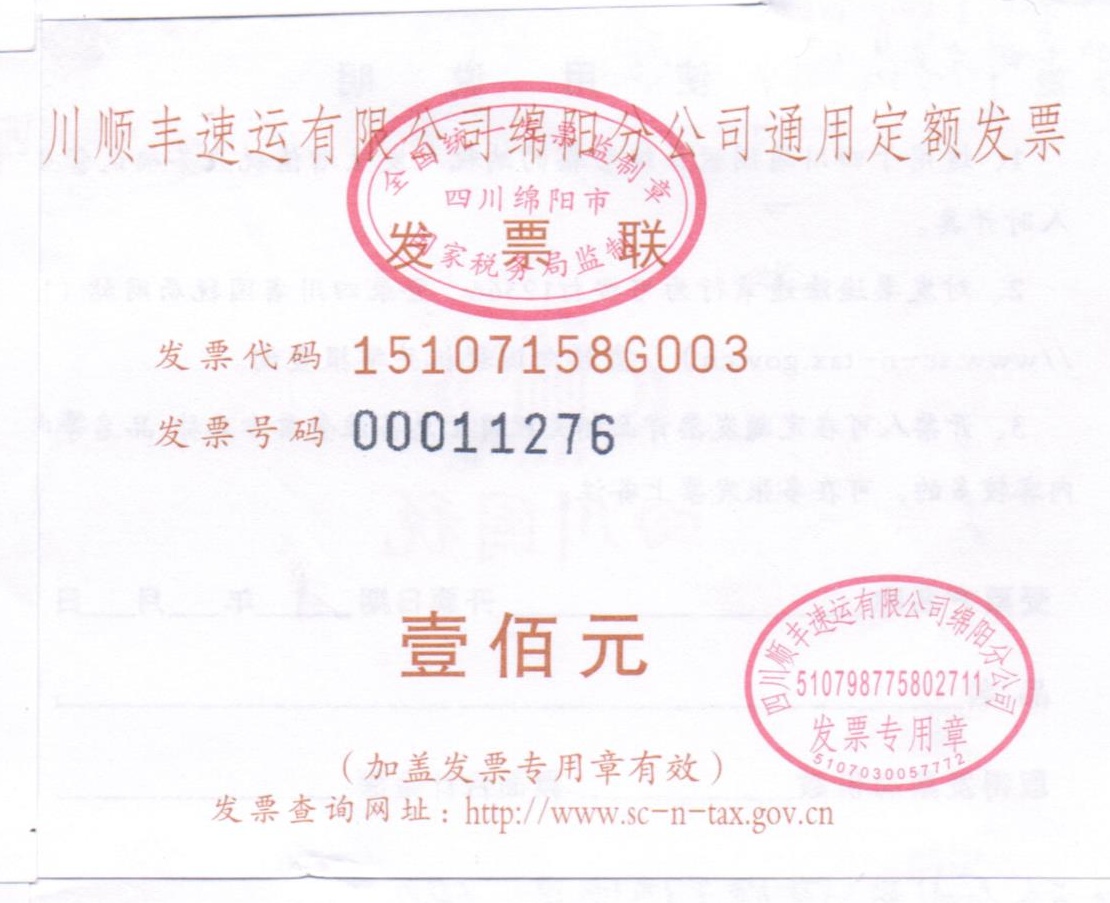 川顺丰速运有限公司绵阳分公司通用定额发票
全国统一发票监制章
四川绵阳市
国家税务局监制
发票联
发票代码 15107158G003
发票号码 00011276
壹佰元
四川顺丰速运有限公司绵阳分公司
510798775802711
发票专用章
5107030057772
（加盖发票专用章有效）
发票查询网址：http://www.sc-n-tax.gov.cn